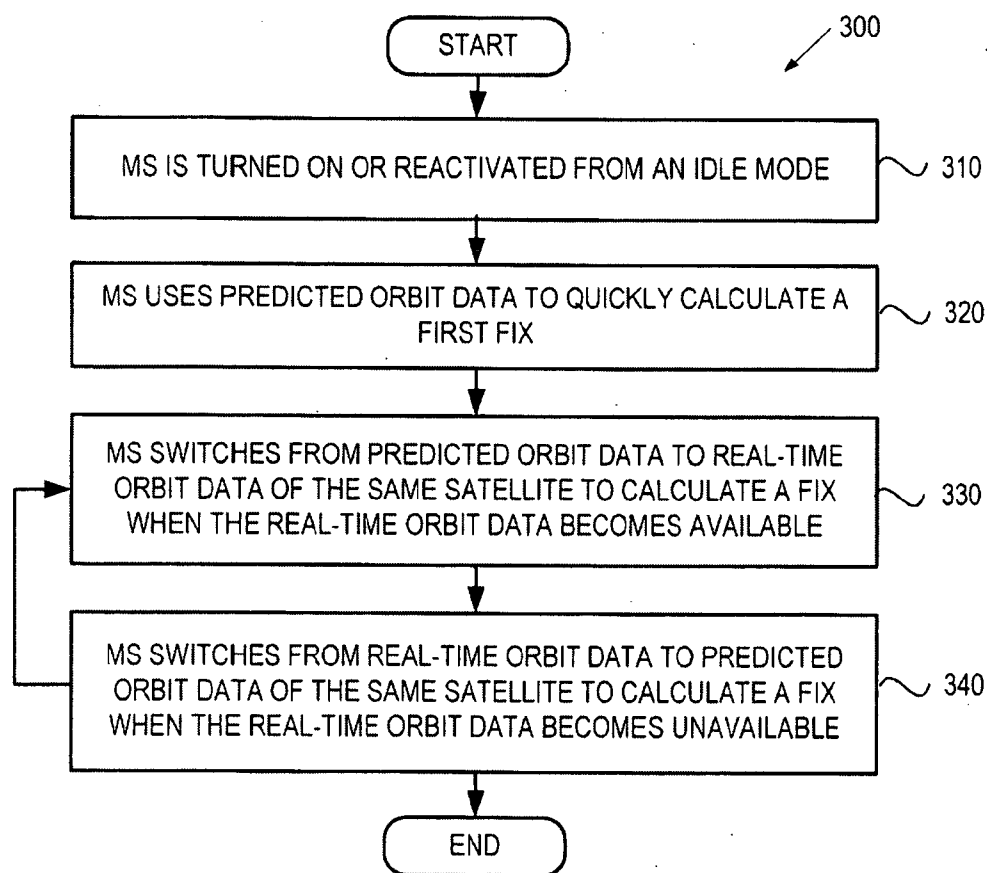 START
300
MS IS TURNED ON OR REACTIVATED FROM AN IDLE MODE
310
MS USES PREDICTED ORBIT DATA TO QUICKLY CALCULATE A
FIRST FIX
320
MS SWITCHES FROM PREDICTED ORBIT DATA TO REAL-TIME
ORBIT DATA OF THE SAME SATELLITE TO CALCULATE A FIX
WHEN THE REAL-TIME ORBIT DATA BECOMES AVAILABLE
330
MS SWITCHES FROM REAL-TIME ORBIT DATA TO PREDICTED
ORBIT DATA OF THE SAME SATELLITE TO CALCULATE A FIX
WHEN THE REAL-TIME ORBIT DATA BECOMES UNAVAILABLE
340
END